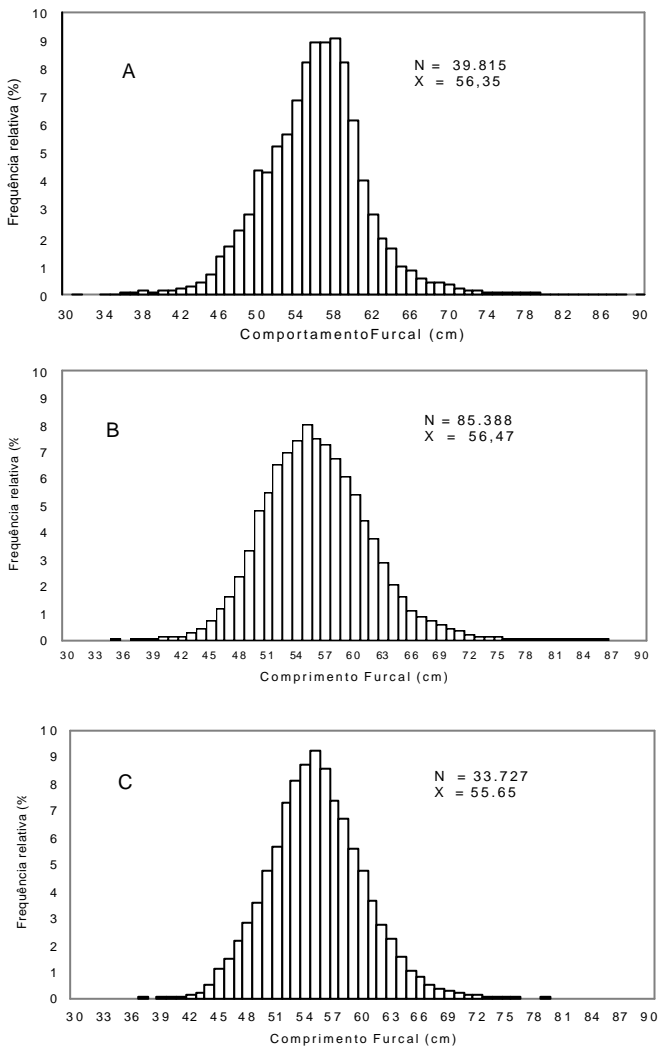 10
9
8
7
6
5
4
3
2
1
0
Frequência relativa (%)
A
N = 39.815
X = 56,35
30 34 38 42 46 50 54 58 62 66 70 74 78 82 86 90
ComportamentoFurcal (cm)
10
9
8
7
6
5
4
3
2
1
0
Frequência relativa (%
B
N = 85.388
X = 56,47
30 33 36 39 42 45 48 51 54 57 60 63 66 69 72 75 78 81 84 87 90
Comprimento Furcal (cm)
10
9
8
7
6
5
4
3
2
1
0
Frequência relativa (%
C
N = 33.727
X = 55.65
30 33 36 39 42 45 48 51 54 57 60 63 66 69 72 75 78 81 84 87 90
Comprimento Furcal (cm)